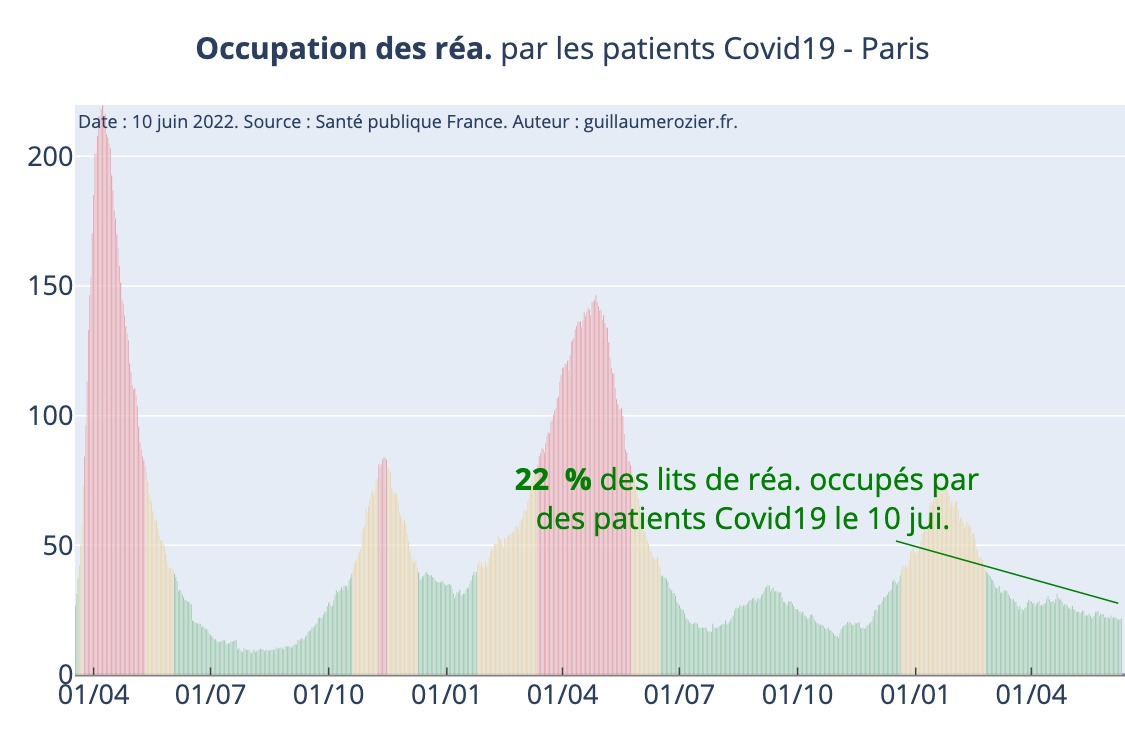 Occupation des réa. par les patients Covid19 - Paris
Date : 10 juin 2022. Source : Santé publique France. Auteur : guillaumerozier.fr.
200
150
100
22 % des lits de réa. occupés par
des patients Covid19 le 10 jui.
50
0
01/04 01/07 01/10 01/01 01/04 01/07 01/10 01/01 01/04